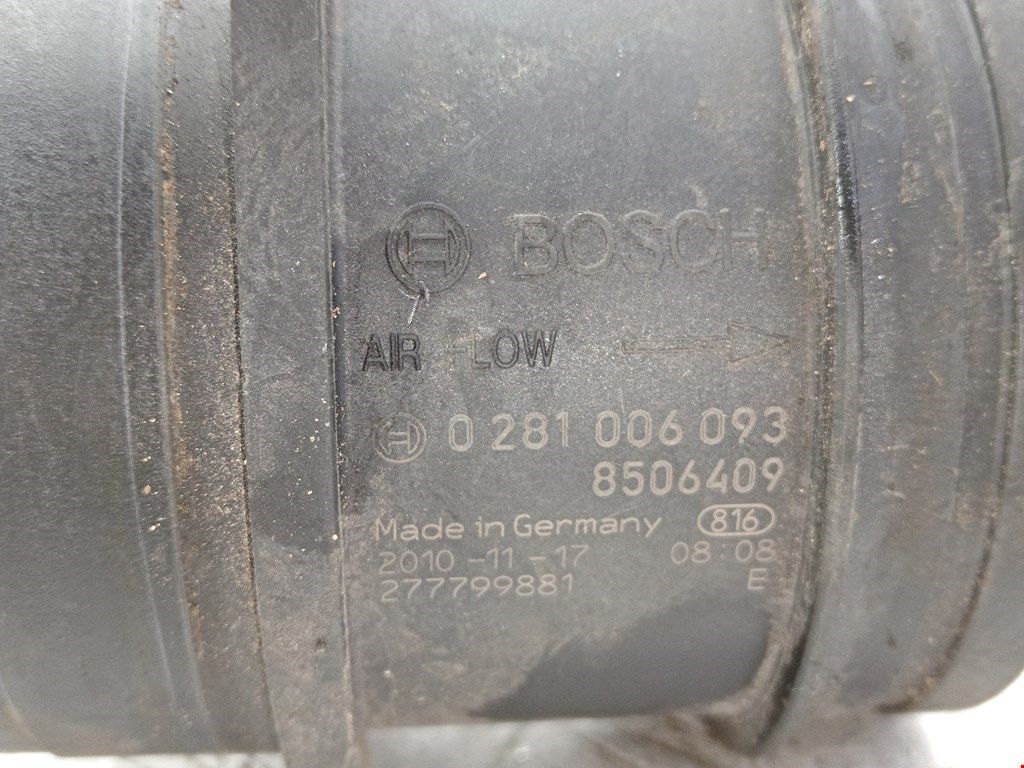 BOSCH
AIR FLOW
0 281 006 093
8506409
Made in Germany 816
2010-11-17 08:08
277799881 E